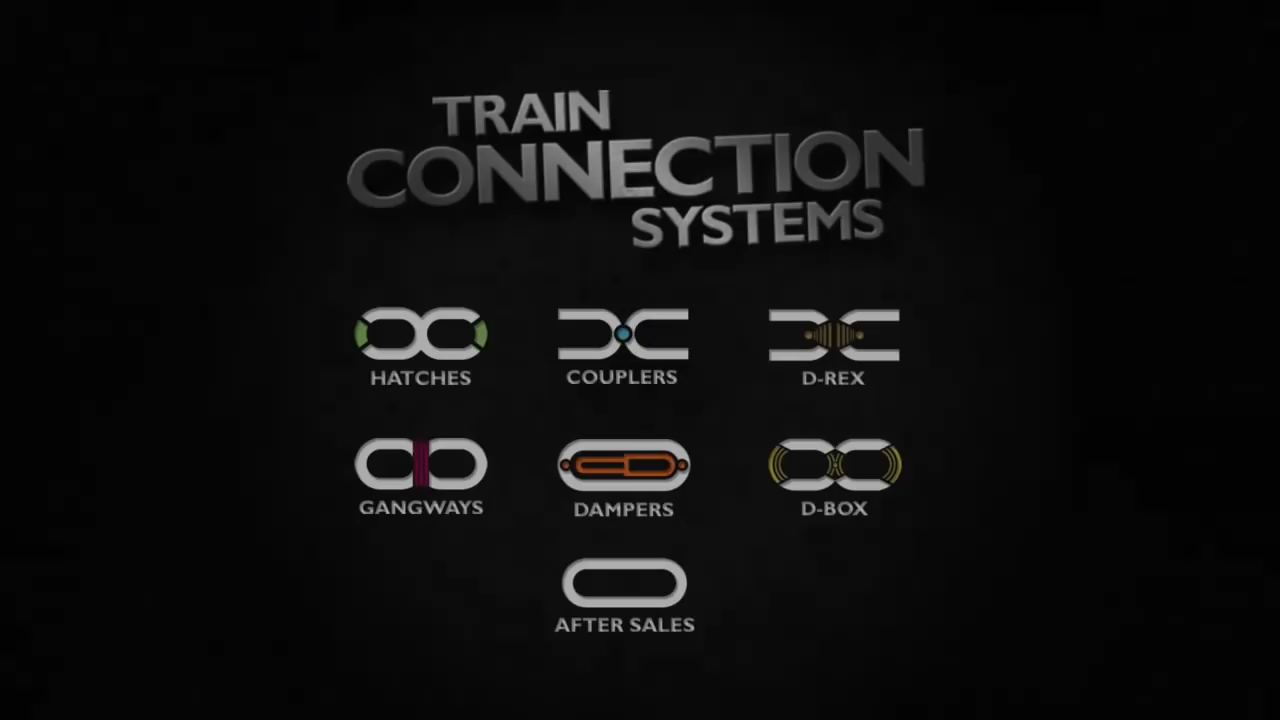 TRAIN
CONNECTION
SYSTEMS
HATCHES
COUPLERS
D-REX
GANGWAYS
DAMPERS
D-BOX
AFTER SALES